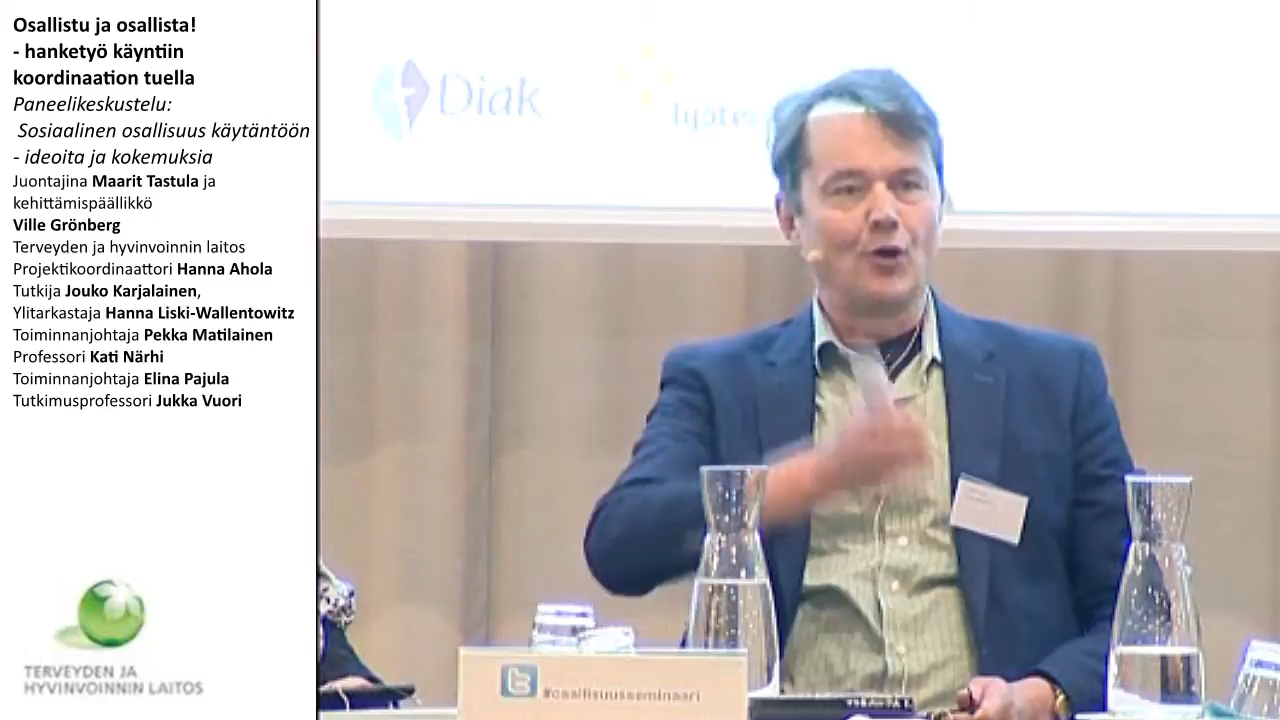 Osallistu ja osallista!
- hanketyö käyntiin
koordinaation tuella
Paneelikeskustelu:
Sosiaalinen osallisuus käytäntöön
- ideoita ja kokemuksia
Juontajina Maarit Tastula ja
kehittämispäällikkö
Ville Grönberg
Terveyden ja hyvinvoinnin laitos
Projektikoordinaattori Hanna Ahola
Tutkija Jouko Karjalainen,
Ylitarkastaja Hanna Liski-Wallentowitz
Toiminnanjohtaja Pekka Matilainen
Professori Kati Närhi
Toiminnanjohtaja Elina Pajula
Tutkimusprofessori Jukka Vuori
TERVEYDEN JA
HYVINVOINNIN LAITOS
Diak
#osallisuusseminaari